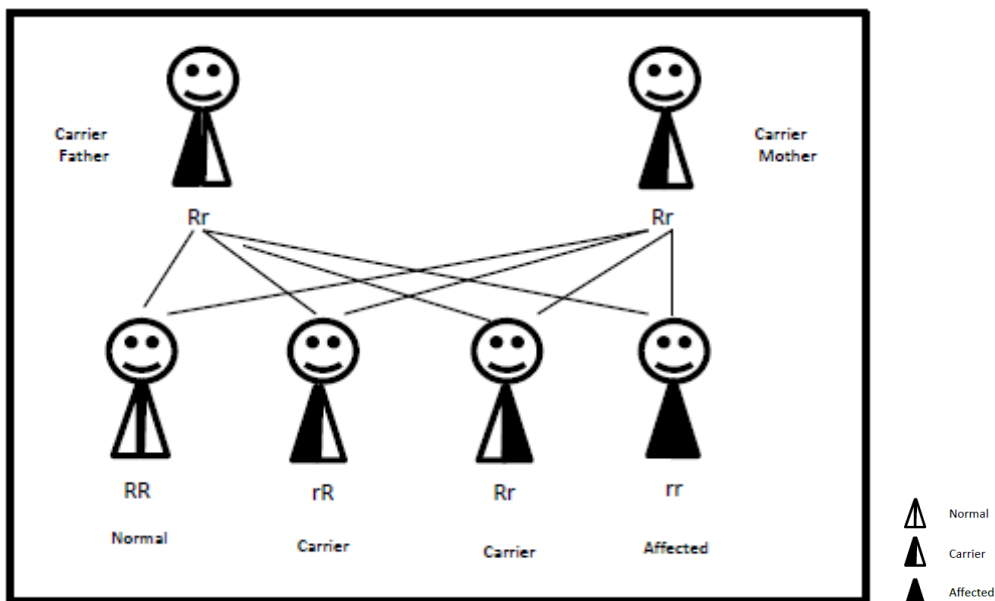 Carrier
Father
Carrier
Mother
Rr
Rr
RR
rR
Rr
rr
Normal
Carrier
Carrier
Affected
Normal
Carrier
Affected